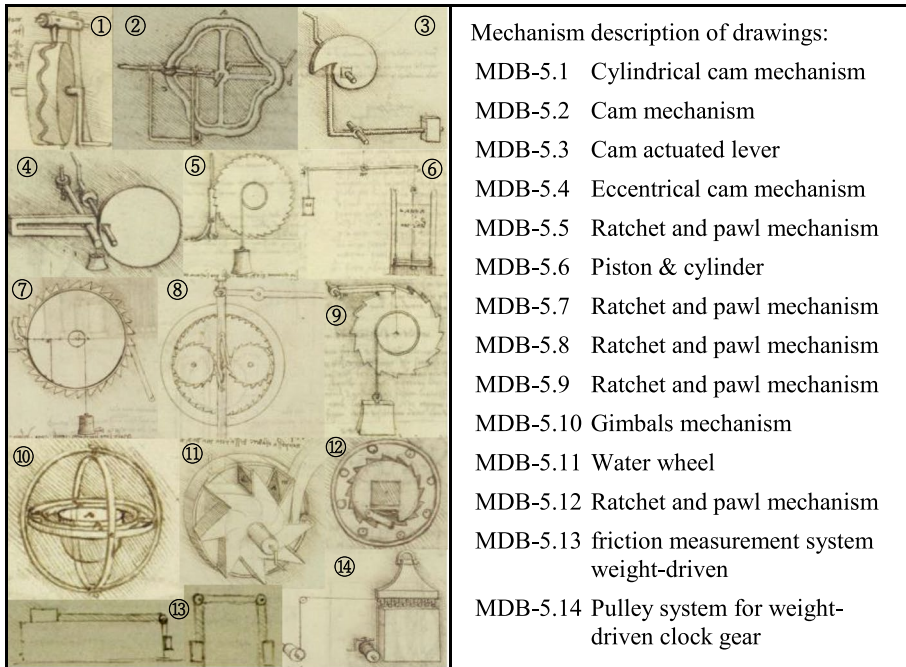 ①
②
③
④
⑤
⑥
⑦
⑧
⑨
⑩
⑪
⑫
⑬
⑭
Mechanism description of drawings:
MDB-5.1 Cylindrical cam mechanism
MDB-5.2 Cam mechanism
MDB-5.3 Cam actuated lever
MDB-5.4 Eccentrical cam mechanism
MDB-5.5 Ratchet and pawl mechanism
MDB-5.6 Piston & cylinder
MDB-5.7 Ratchet and pawl mechanism
MDB-5.8 Ratchet and pawl mechanism
MDB-5.9 Ratchet and pawl mechanism
MDB-5.10 Gimbals mechanism
MDB-5.11 Water wheel
MDB-5.12 Ratchet and pawl mechanism
MDB-5.13 friction measurement system
weight-driven
MDB-5.14 Pulley system for weight-
driven clock gear